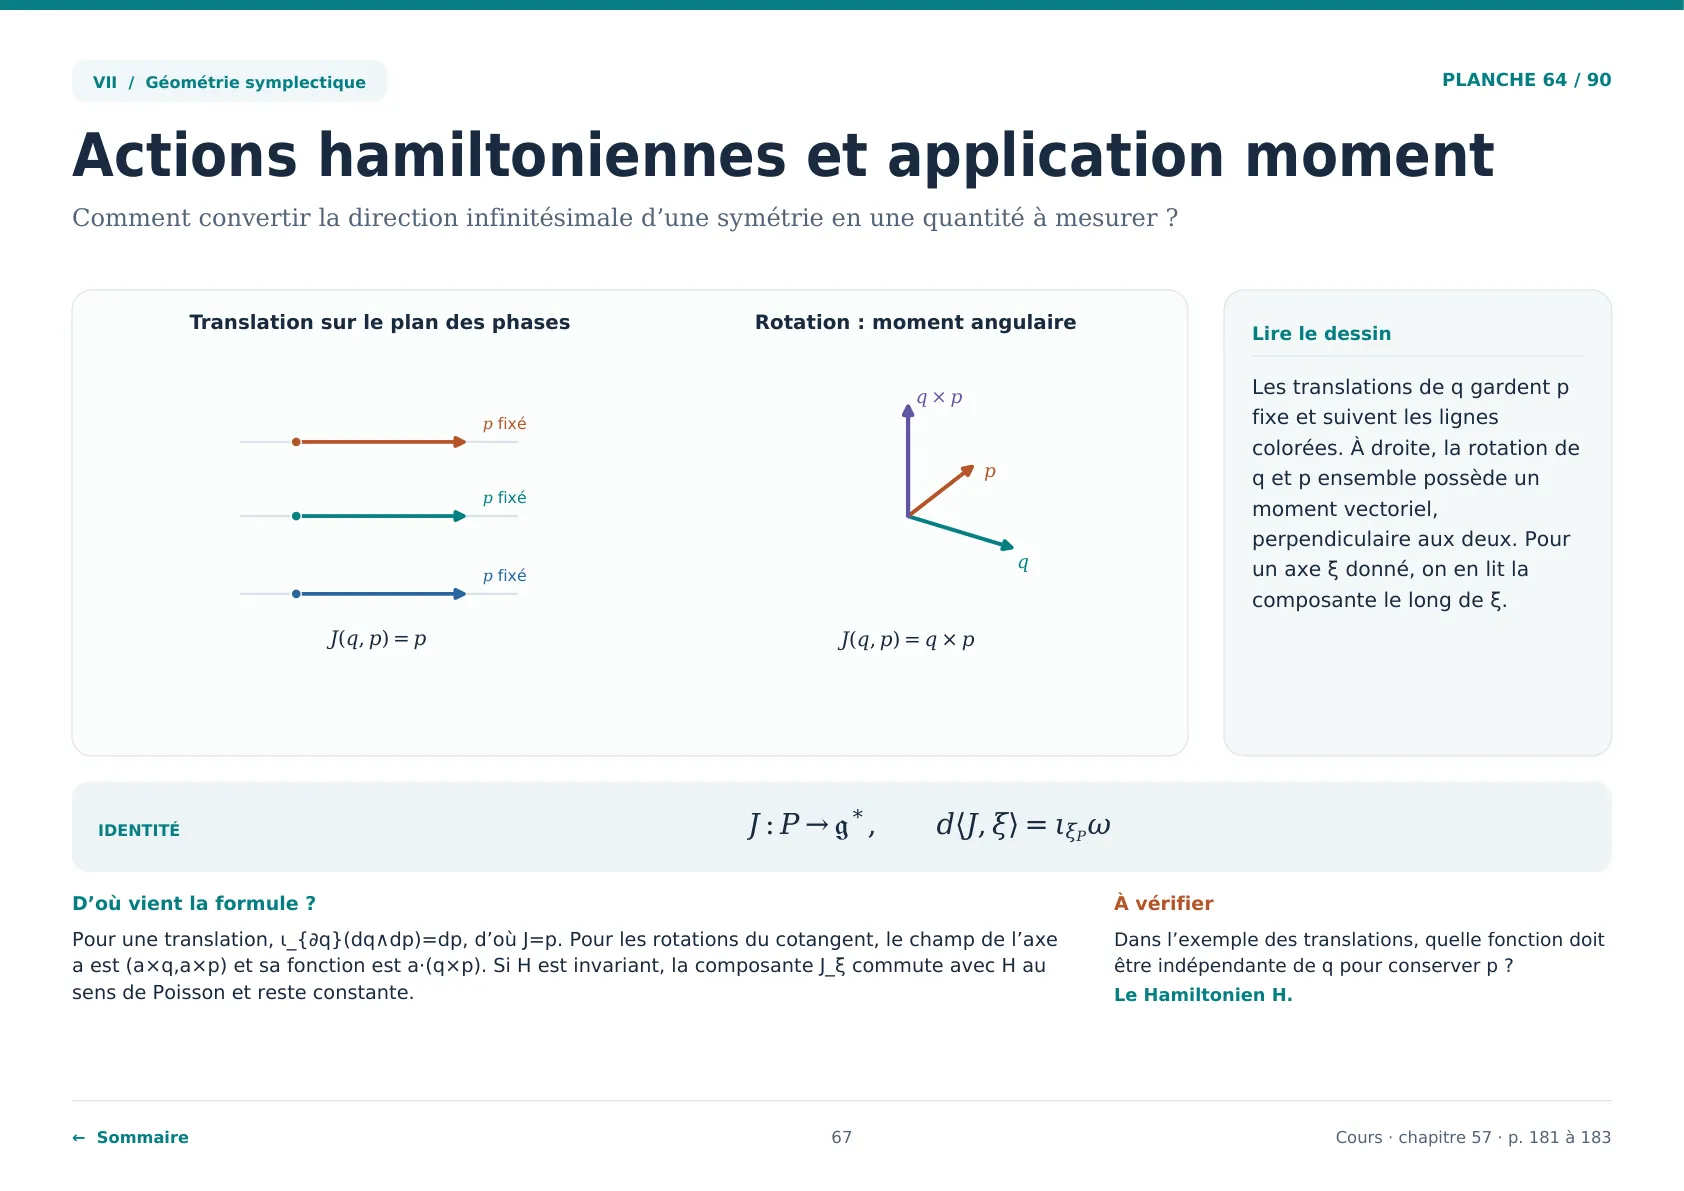 VII / Géométrie symplectique
PLANCHE 64 / 90
Actions hamiltoniennes et application moment
Comment convertir la direction infinitésimale d’une symétrie en une quantité à mesurer ?
Translation sur le plan des phases
p fixé
p fixé
p fixé
J(q, p) = p
Rotation : moment angulaire
q × p
p
q
J(q, p) = q × p
Lire le dessin
Les translations de q gardent p
fixe et suivent les lignes
colorées. À droite, la rotation de
q et p ensemble possède un
moment vectoriel,
perpendiculaire aux deux. Pour
un axe ξ donné, on en lit la
composante le long de ξ.
IDENTITÉ
J : P → 𝔤*, d⟨J, ξ⟩ = ι_{ξ_P}ω
D’où vient la formule ?
Pour une translation, ι_{∂q}(dq∧dp)=dp, d’où J=p. Pour les rotations du cotangent, le champ de l’axe
a est (a×q,a×p) et sa fonction est a·(q×p). Si H est invariant, la composante J_ξ commute avec H au
sens de Poisson et reste constante.
À vérifier
Dans l’exemple des translations, quelle fonction doit
être indépendante de q pour conserver p ?
Le Hamiltonien H.
← Sommaire
67
Cours · chapitre 57 · p. 181 à 183